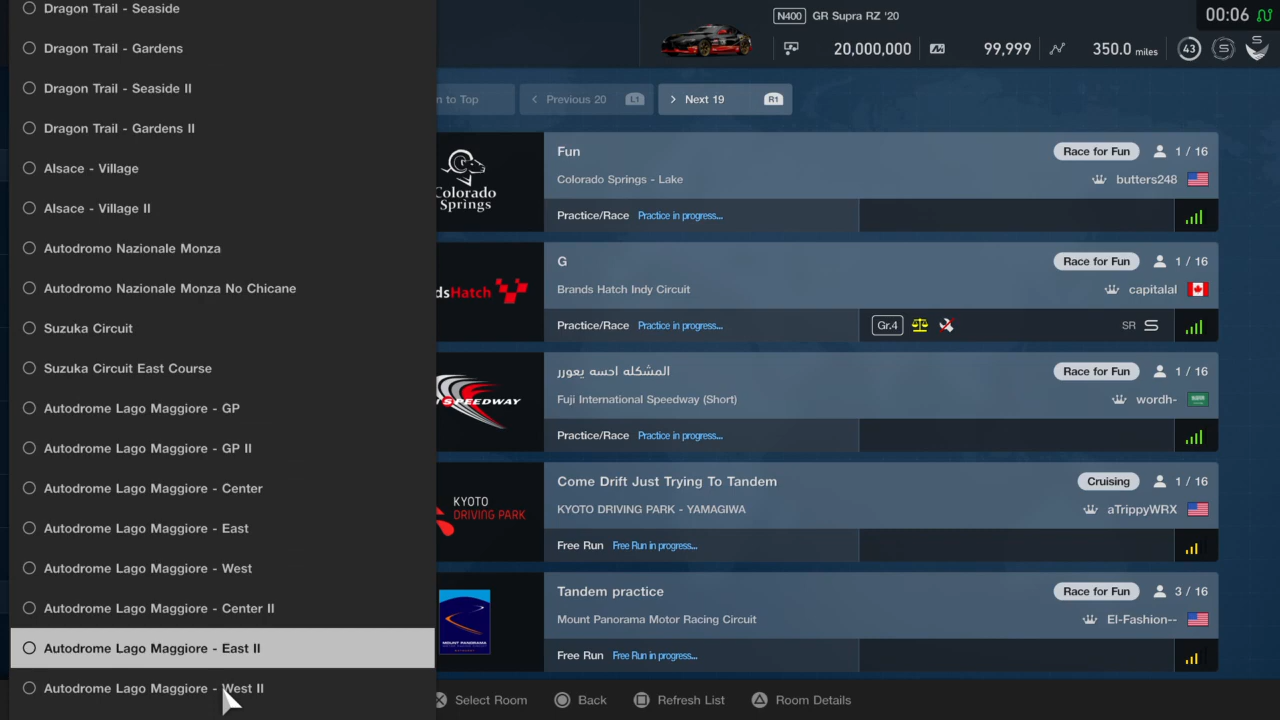 Dragon Trail - Seaside
Dragon Trail - Gardens
Dragon Trail - Seaside II
Dragon Trail - Gardens II
Alsace - Village
Alsace - Village II
Autodromo Nazionale Monza
Autodromo Nazionale Monza No Chicane
Suzuka Circuit
Suzuka Circuit East Course
Autodrome Lago Maggiore - GP
Autodrome Lago Maggiore - GP II
Autodrome Lago Maggiore - Center
Autodrome Lago Maggiore - East
Autodrome Lago Maggiore - West
Autodrome Lago Maggiore - Center II
Autodrome Lago Maggiore - East II
Autodrome Lago Maggiore - West II
N400 GR Supra RZ '20
00:06
20,000,000 99,999 350.0 miles 43 S S
n to Top Previous 20 L1 Next 19 R1
Colorado Springs
Fun Race for Fun 1 / 16
Colorado Springs - Lake butters248
Practice/Race Practice in progress...
dsHatch
G Race for Fun 1 / 16
Brands Hatch Indy Circuit capitalal
Practice/Race Practice in progress... Gr.4 SR S
SPEEDWAY
المشكله احسه يعورر Race for Fun 1 / 16
Fuji International Speedway (Short) wordh-
Practice/Race Practice in progress...
KYOTO DRIVING PARK
Come Drift Just Trying To Tandem Cruising 1 / 16
KYOTO DRIVING PARK - YAMAGIWA aTrippyWRX
Free Run Free Run in progress...
MOUNT PANORAMA
Tandem practice Race for Fun 3 / 16
Mount Panorama Motor Racing Circuit El-Fashion--
Free Run Free Run in progress...
Select Room Back Refresh List Room Details